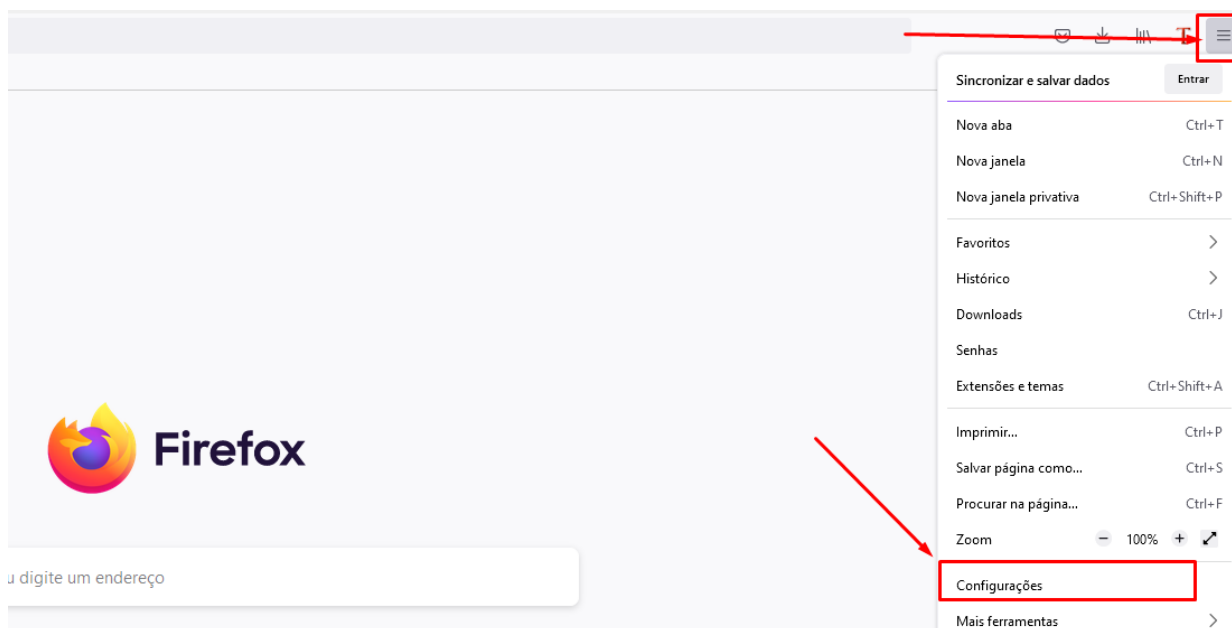 Sincronizar e salvar dados Entrar
Nova aba Ctrl+T
Nova janela Ctrl+N
Nova janela privativa Ctrl+Shift+P
Favoritos
Histórico
Downloads Ctrl+J
Senhas
Extensões e temas Ctrl+Shift+A
Firefox
Imprimir... Ctrl+P
Salvar página como... Ctrl+S
Procurar na página... Ctrl+F
Zoom 100%
u digite um endereço
Configurações
Mais ferramentas